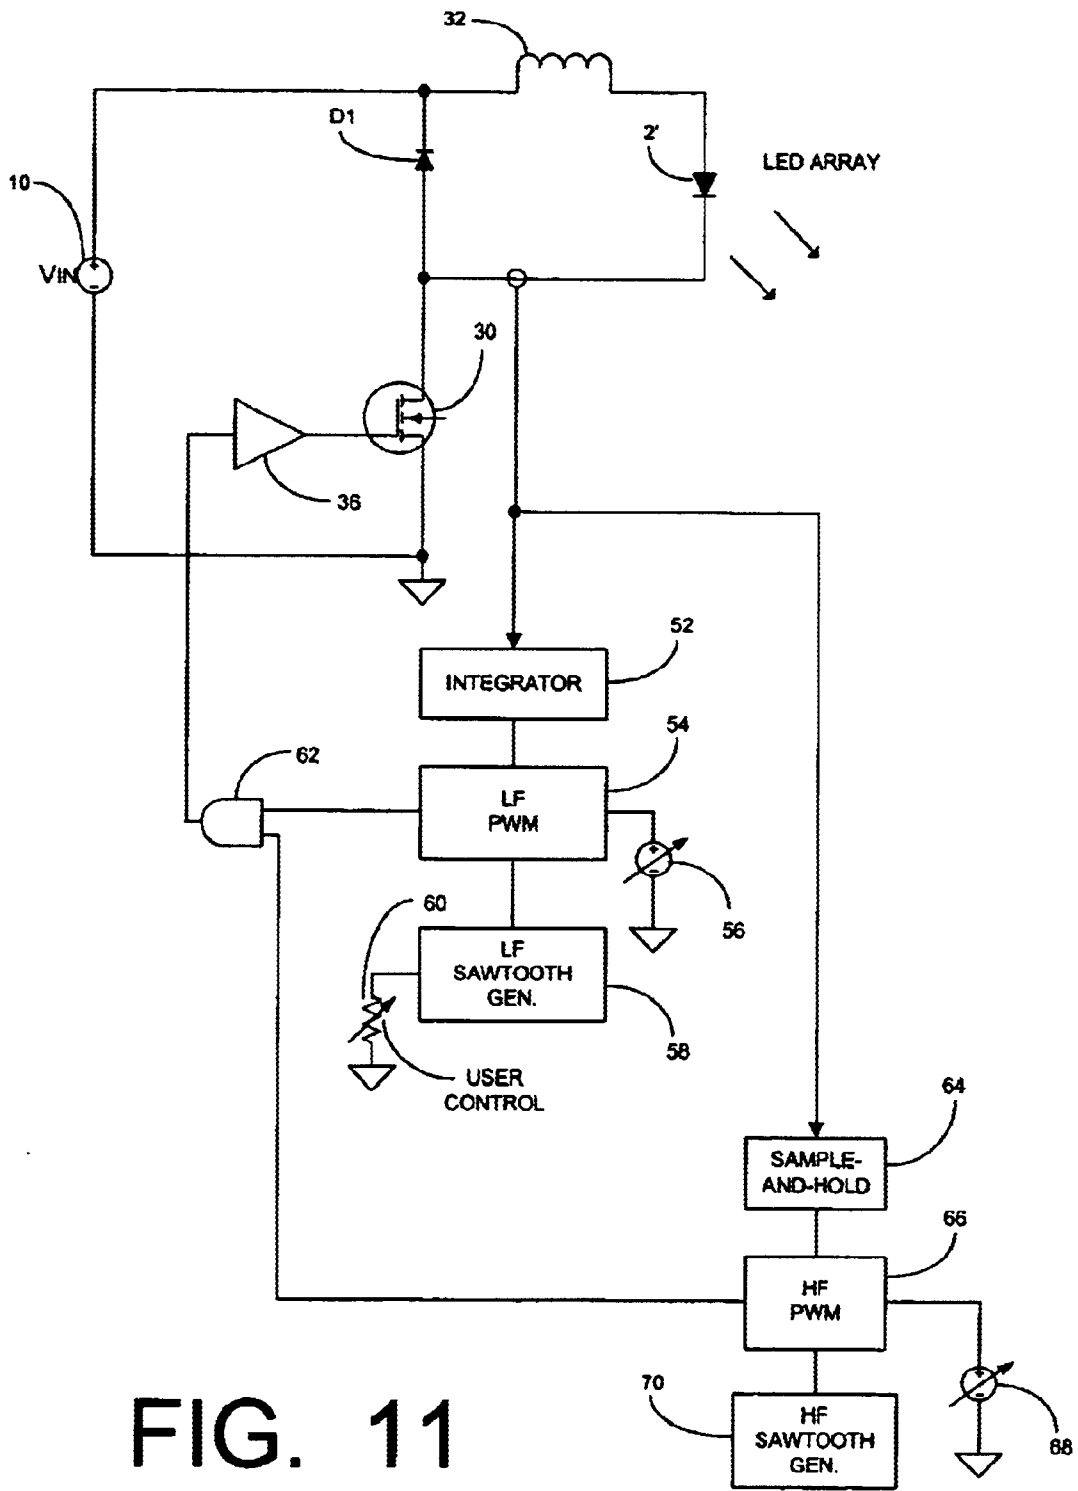 32
D1
2'
LED ARRAY
10
VIN
+
-
30
36
52
INTEGRATOR
54
62
LF
PWM
+
-
60
56
LF
SAWTOOTH
GEN.
58
USER
CONTROL
64
SAMPLE-
AND-HOLD
66
HF
PWM
70
+
-
68
HF
SAWTOOTH
GEN.
FIG. 11